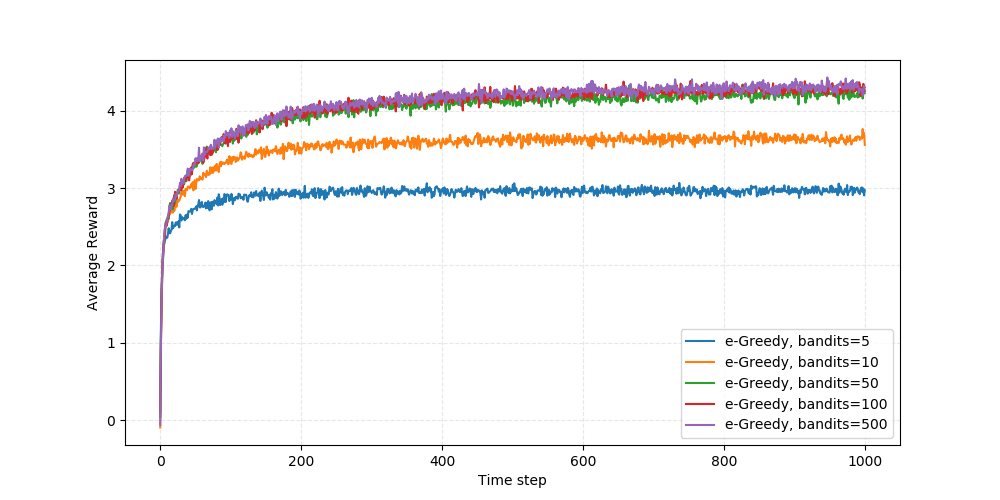 4
3
2
1
0
Average Reward
0
200
400
600
800
1000
Time step
e-Greedy, bandits=5
e-Greedy, bandits=10
e-Greedy, bandits=50
e-Greedy, bandits=100
e-Greedy, bandits=500